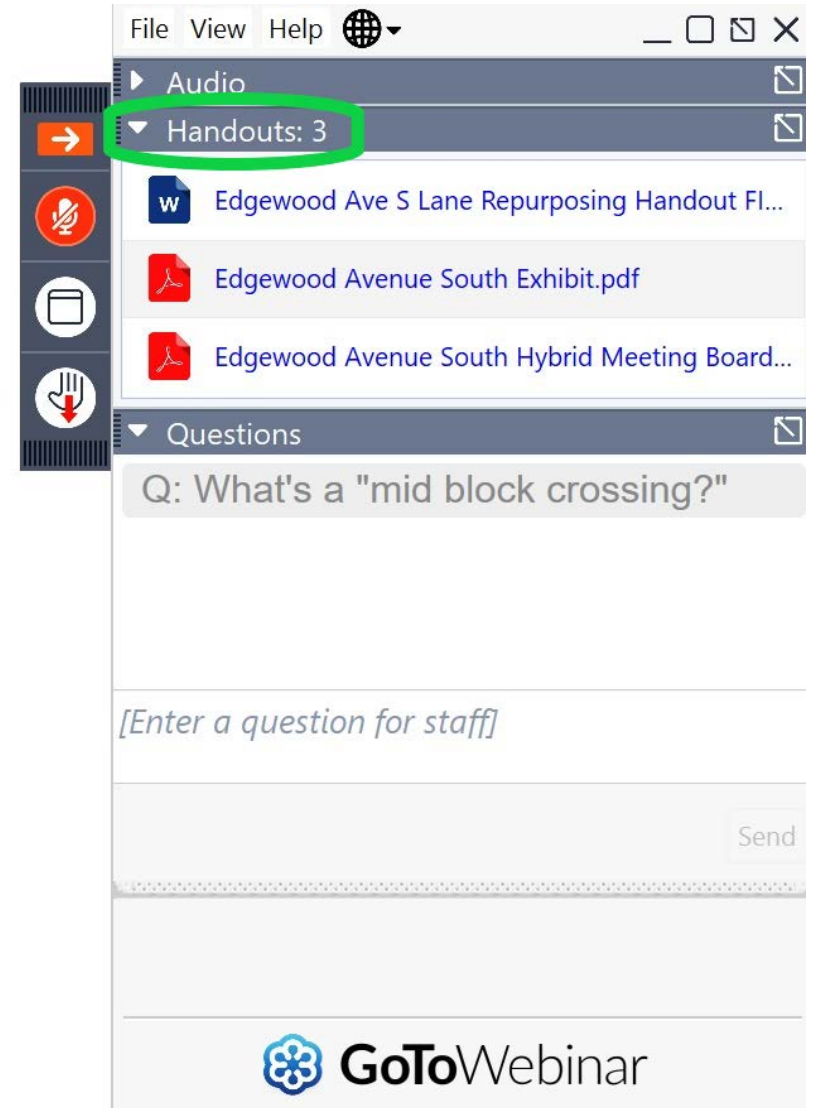 File View Help
Audio
Handouts: 3
W Edgewood Ave S Lane Repurposing Handout FI...
Edgewood Avenue South Exhibit.pdf
Edgewood Avenue South Hybrid Meeting Board...
Questions
Q: What's a "mid block crossing?"
[Enter a question for staff]
Send
GoToWebinar